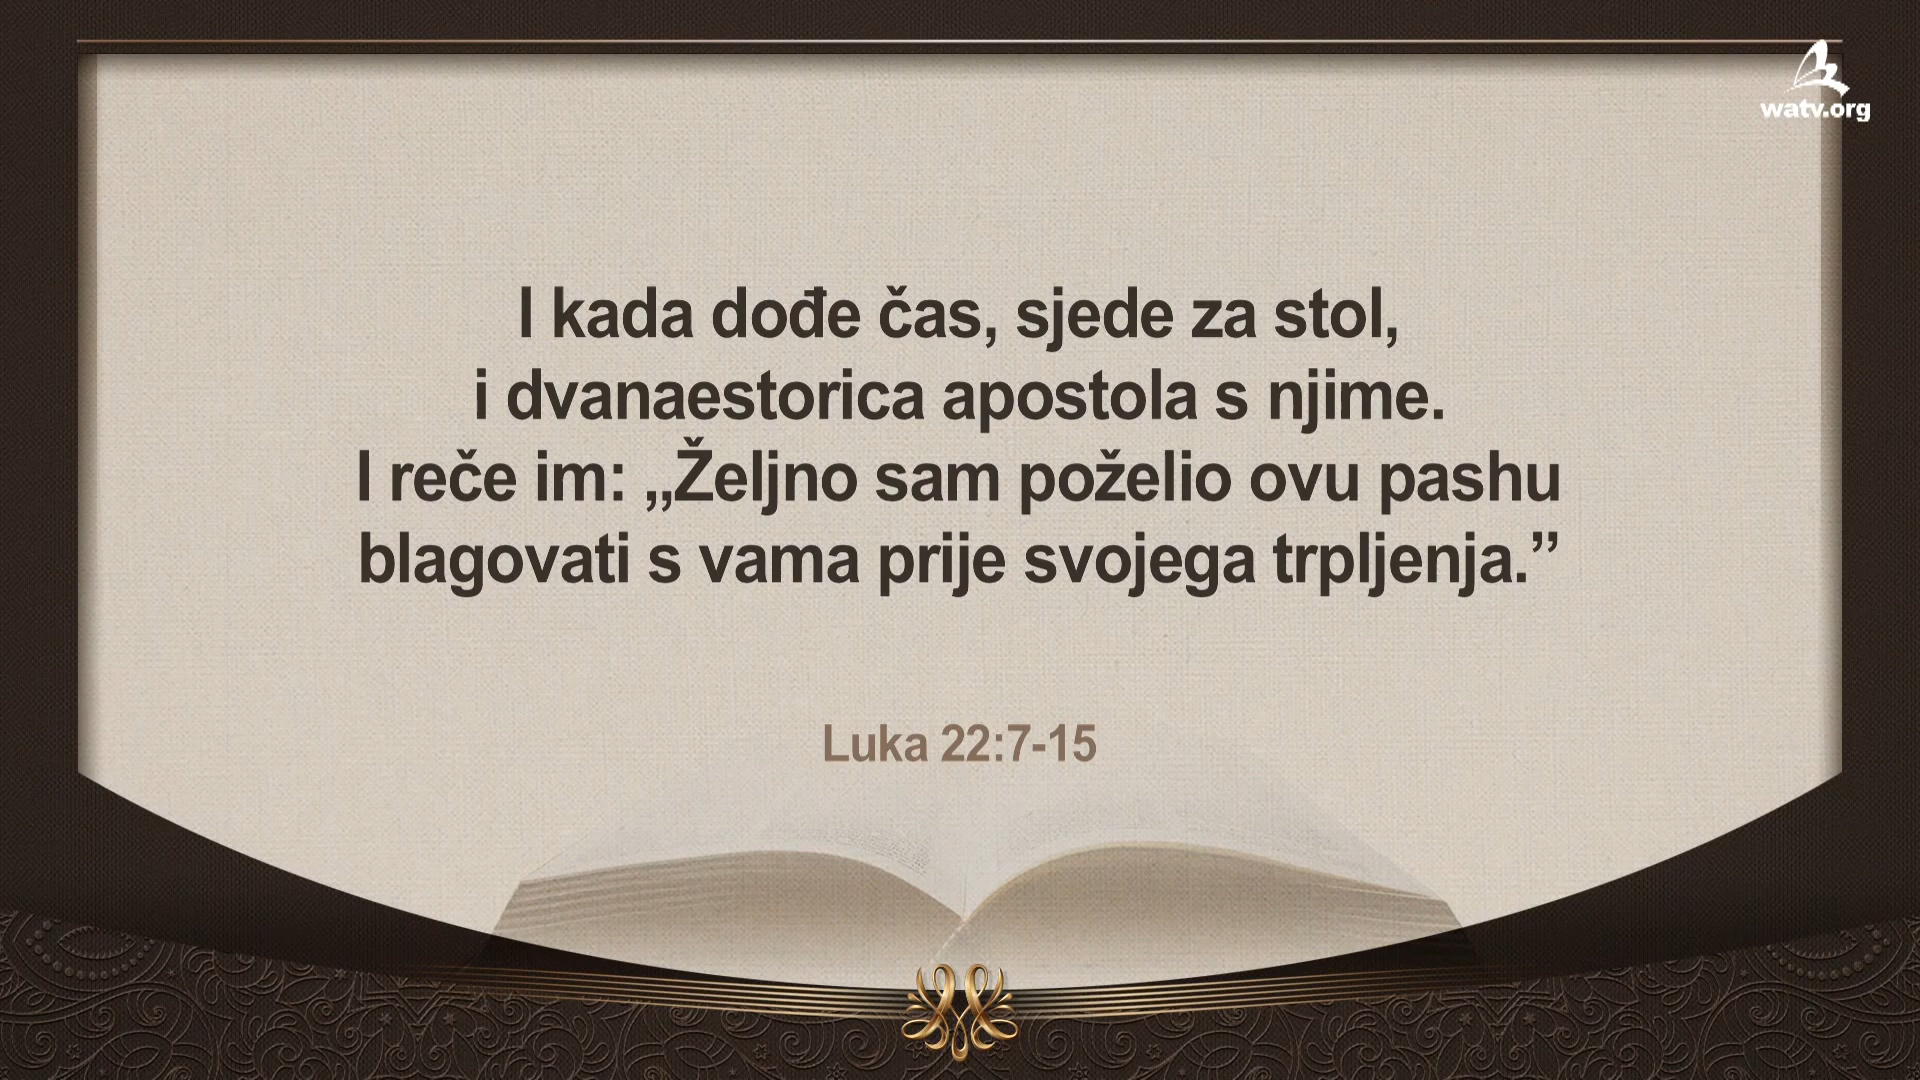 watv.org
I kada dođe čas, sjede za stol,
i dvanaestorica apostola s njime.
I reče im: „Željno sam poželio ovu pashu
blagovati s vama prije svojega trpljenja.”
Luka 22:7-15